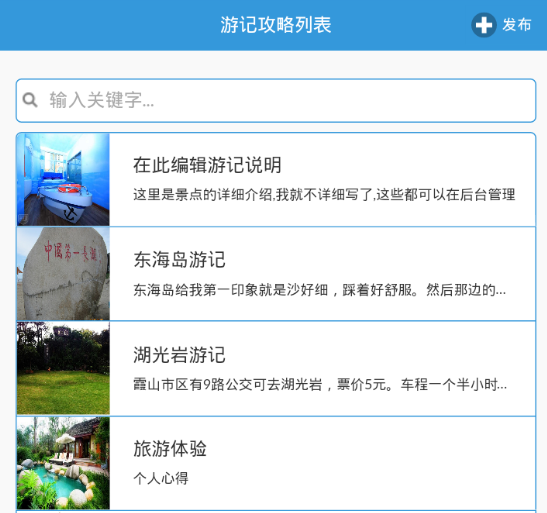 游记攻略列表
发布
输入关键字...
在此编辑游记说明
这里是景点的详细介绍,我就不详细写了,这些都可以在后台管理
东海岛游记
东海岛给我第一印象就是沙好细，踩着好舒服。然后那边的...
中国第一长滩
湖光岩游记
霞山市区有9路公交可去湖光岩，票价5元。车程一个半小时...
旅游体验
个人心得